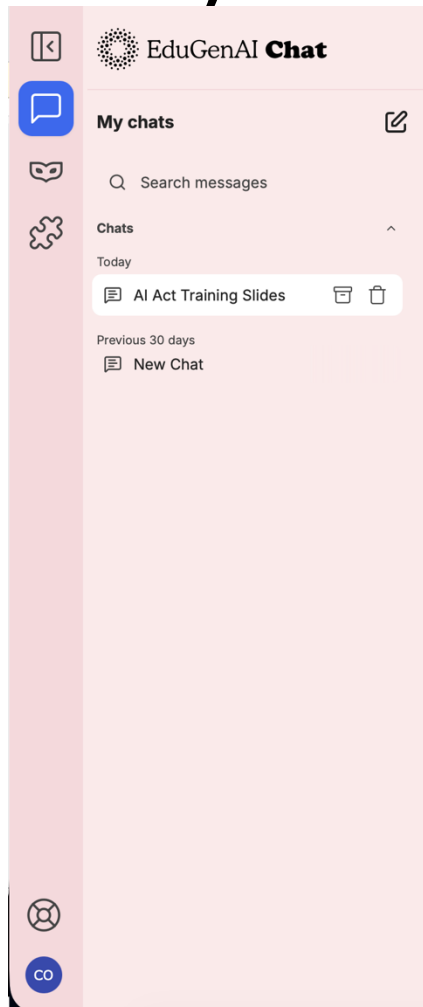 EduGenAI Chat
My chats
Search messages
Chats
Today
AI Act Training Slides
Previous 30 days
New Chat
CO